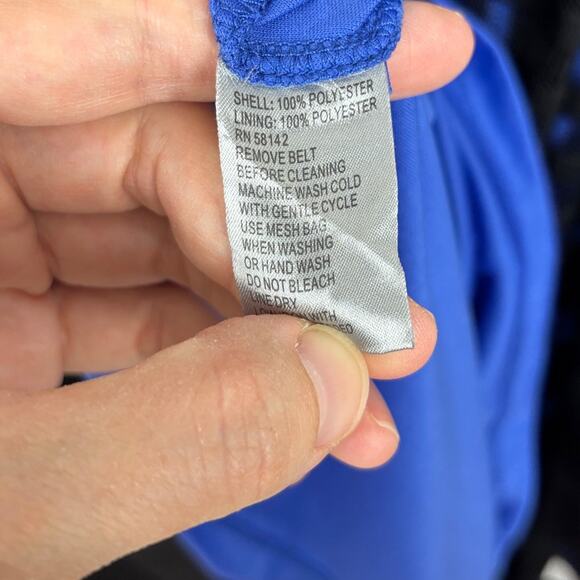 SHELL: 100% POLYESTER
LINING: 100% POLYESTER
RN 58142
REMOVE BELT
BEFORE CLEANING
MACHINE WASH COLD
WITH GENTLE CYCLE
USE MESH BAG
WHEN WASHING
OR HAND WASH
DO NOT BLEACH
LINE DRY
WITH